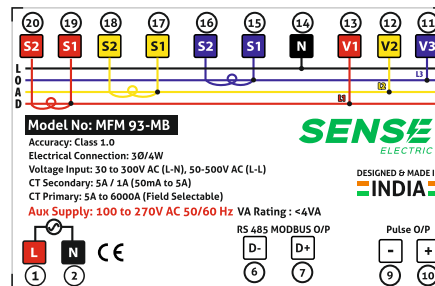 20 19 18 17 16 15 14 13 12 11
S2 S1 S2 S1 S2 S1 N V1 V2 V3
L
O
A
D
L1
L2
L3
Model No: MFM 93-MB
Accuracy: Class 1.0
Electrical Connection: 3Ø/4W
Voltage Input: 30 to 300V AC (L-N), 50-500V AC (L-L)
CT Secondary: 5A / 1A (50mA to 5A)
CT Primary: 5A to 6000A (Field Selectable)
Aux Supply: 100 to 270V AC 50/60 Hz VA Rating : <4VA
SENSE
ELECTRIC
DESIGNED & MADE I
INDIA
RS 485 MODBUS O/P
Pulse O/P
L N CE D- D+ - +
1 2 6 7 9 10